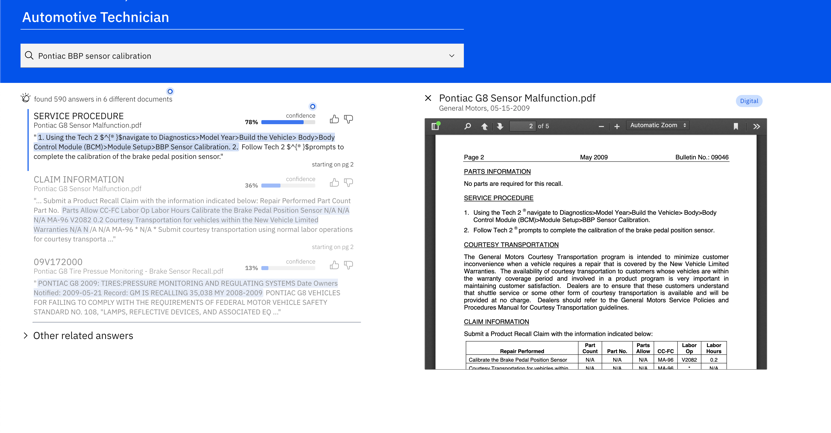 Automotive Technician
Pontiac BBP sensor calibration
found 590 answers in 6 different documents
SERVICE PROCEDURE
confidence
Pontiac G8 Sensor Malfunction.pdf
78%
" 1. Using the Tech 2 $^{* }$navigate to Diagnostics>Model Year>Build the Vehicle> Body>Body
Control Module (BCM)>Module Setup>BBP Sensor Calibration. 2. Follow Tech 2 $^{* }$prompts to
complete the calibration of the brake pedal position sensor."
starting on pg 2
CLAIM INFORMATION
confidence
Pontiac G8 Sensor Malfunction.pdf
36%
"... Submit a Product Recall Claim with the information indicated below: Repair Performed Part Count
Part No. Parts Allow CC-FC Labor Op Labor Hours Calibrate the Brake Pedal Position Sensor N/A N/A
N/A MA-96 V2082 0.2 Courtesy Transportation for vehicles within the New Vehicle Limited
Warranties N/A N/A N/A MA-96 * N/A * Submit courtesy transportation using normal labor operations
for courtesy transporta ..."
starting on pg 2
09V172000
confidence
Pontiac G8 Tire Pressure Monitoring - Brake Sensor Recall.pdf
13%
" PONTIAC G8 2009: TIRES:PRESSURE MONITORING AND REGULATING SYSTEMS Date Owners
Notified: 2009-05-21 Record: GM IS RECALLING 35,038 MY 2008-2009 PONTIAC G8 VEHICLES
FOR FAILING TO COMPLY WITH THE REQUIREMENTS OF FEDERAL MOTOR VEHICLE SAFETY
STANDARD NO. 108, "LAMPS, REFLECTIVE DEVICES, AND ASSOCIATED EQ ..."
Other related answers
Pontiac G8 Sensor Malfunction.pdf
General Motors, 05-15-2009
Digital
2 of 5
Automatic Zoom
Page 2 May 2009 Bulletin No.: 09046
PARTS INFORMATION
No parts are required for this recall.
SERVICE PROCEDURE
1. Using the Tech 2 ® navigate to Diagnostics>Model Year>Build the Vehicle> Body>Body
Control Module (BCM)>Module Setup>BBP Sensor Calibration.
2. Follow Tech 2 ® prompts to complete the calibration of the brake pedal position sensor.
COURTESY TRANSPORTATION
The General Motors Courtesy Transportation program is intended to minimize customer
inconvenience when a vehicle requires a repair that is covered by the New Vehicle Limited
Warranties. The availability of courtesy transportation to customers whose vehicles are within
the warranty coverage period and involved in a product program is very important in
maintaining customer satisfaction. Dealers are to ensure that these customers understand
that shuttle service or some other form of courtesy transportation is available and will be
provided at no charge. Dealers should refer to the General Motors Service Policies and
Procedures Manual for Courtesy Transportation guidelines.
CLAIM INFORMATION
Submit a Product Recall Claim with the information indicated below:
Repair Performed Part Count Part No. Parts Allow CC-FC Labor Op Labor Hours
Calibrate the Brake Pedal Position Sensor N/A N/A N/A MA-96 V2082 0.2
Courtesy Transportation for vehicles within N/A N/A N/A MA-96 * N/A